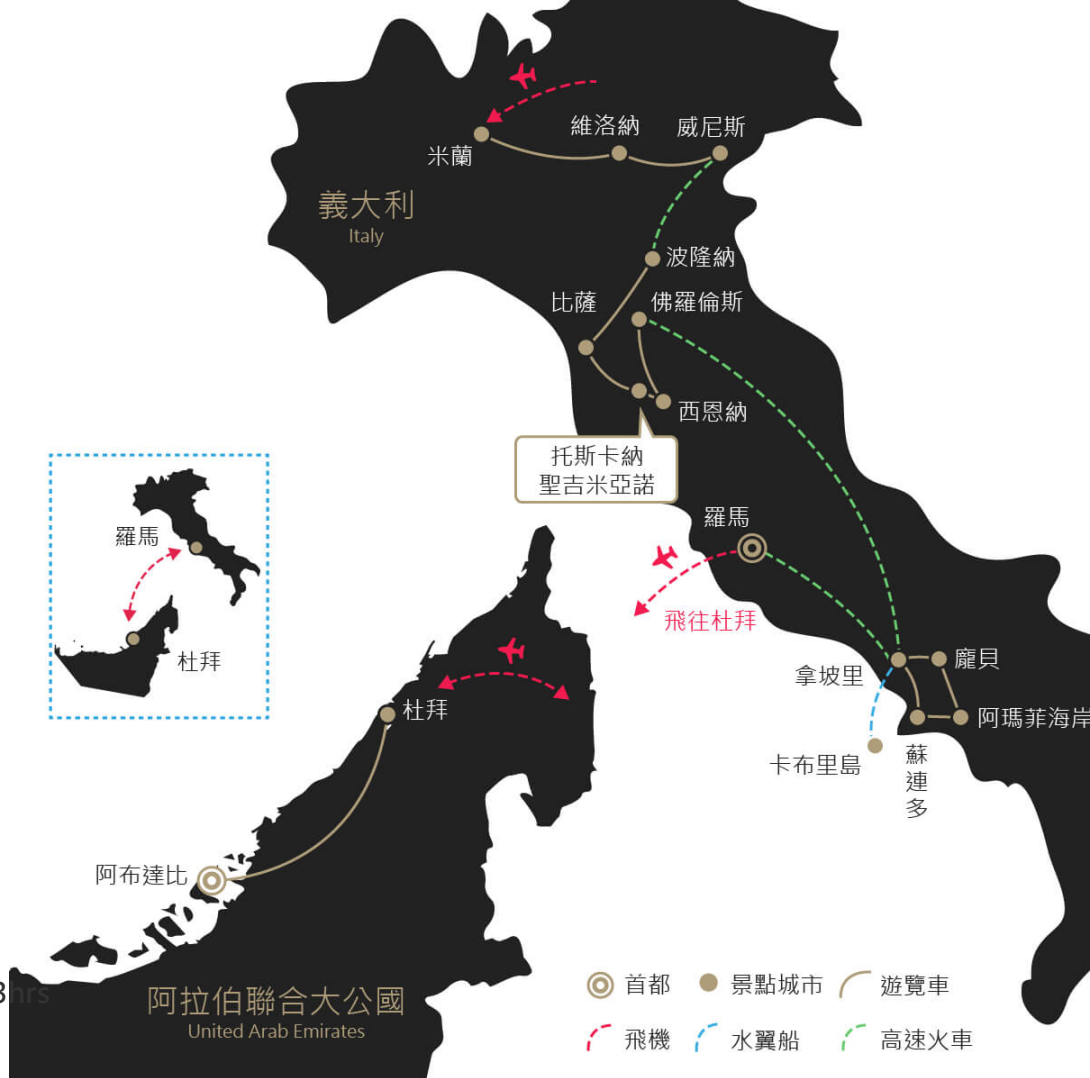 維洛納
威尼斯
米蘭
義大利
Italy
波隆納
比薩
佛羅倫斯
西恩納
托斯卡納
聖吉米亞諾
羅馬
飛往杜拜
羅馬
杜拜
拿坡里
龐貝
阿瑪菲海岸
卡布里島
蘇連多
杜拜
阿布達比
3hrs
阿拉伯聯合大公國
United Arab Emirates
首都
景點城市
遊覽車
飛機
水翼船
高速火車